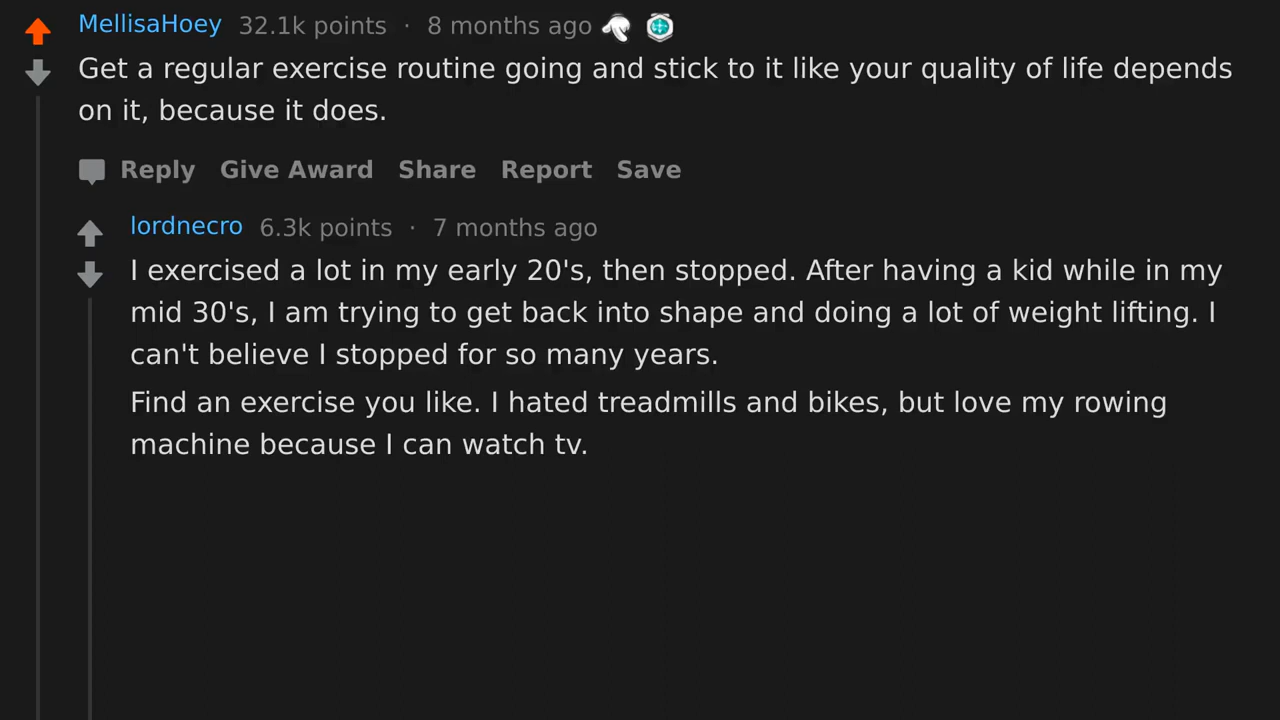 MellisaHoey 32.1k points · 8 months ago
Get a regular exercise routine going and stick to it like your quality of life depends
on it, because it does.
Reply Give Award Share Report Save
lordnecro 6.3k points · 7 months ago
I exercised a lot in my early 20's, then stopped. After having a kid while in my
mid 30's, I am trying to get back into shape and doing a lot of weight lifting. I
can't believe I stopped for so many years.
Find an exercise you like. I hated treadmills and bikes, but love my rowing
machine because I can watch tv.